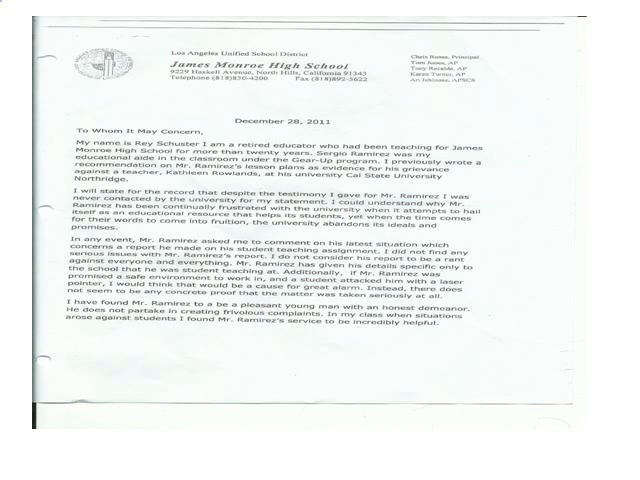 Los Angeles Unified School District
James Monroe High School
9229 Haskell Avenue, North Hills, California 91343
Telephone (818)830-4200 Fax (818)892-3622
Principal
Tom Jones, AP
AP
Karen Turner, AP
APSCS
December 28, 2011
To Whom It May Concern,
My name is Rey Schuster I am a retired educator who had been teaching for James
Monroe High School for more than twenty years. Sergio Ramirez was my
educational aide in the classroom under the Gear-Up program. I previously wrote a
recommendation on Mr. Ramirez's lesson plans as evidence for his grievance
against a teacher, Kathleen Rowlands, at his university Cal State University
Northridge.
I will state for the record that despite the testimony I gave for Mr. Ramirez I was
never contacted by the university for my statement. I could understand why Mr.
Ramirez has been continually frustrated with the university when it attempts to hail
itself as an educational resource that helps its students, yet when the time comes
for their words to come into fruition, the university abandons its ideals and
promises.
In any event, Mr. Ramirez asked me to comment on his latest situation which
concerns a report he made on his student teaching assignment. I did not find any
serious issues with Mr. Ramirez's report. I do not consider his report to be a rant
against everyone and everything. Mr. Ramirez has given his details specific only to
the school that he was student teaching at. Additionally, if Mr. Ramirez was
promised a safe environment to work in, and a student attacked him with a laser
pointer, I would think that would be a cause for great alarm. Instead, there does
not seem to be any concrete proof that the matter was taken seriously at all.
I have found Mr. Ramirez to a be a pleasant young man with an honest demeanor.
He does not partake in creating frivolous complaints. In my class when situations
arose against students I found Mr. Ramirez's service to be incredibly helpful.